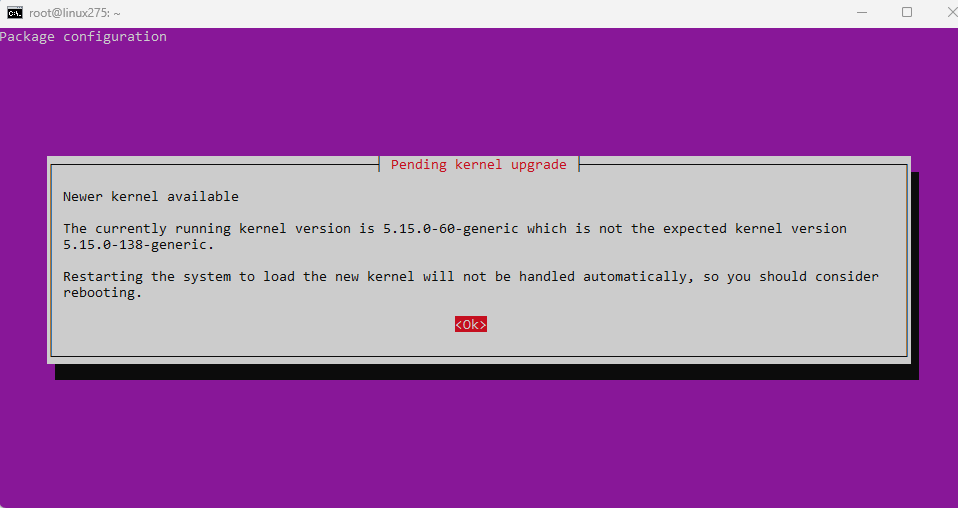 root@linux275: ~
Package configuration
Pending kernel upgrade
Newer kernel available
The currently running kernel version is 5.15.0-60-generic which is not the expected kernel version
5.15.0-138-generic.
Restarting the system to load the new kernel will not be handled automatically, so you should consider
rebooting.
<Ok>